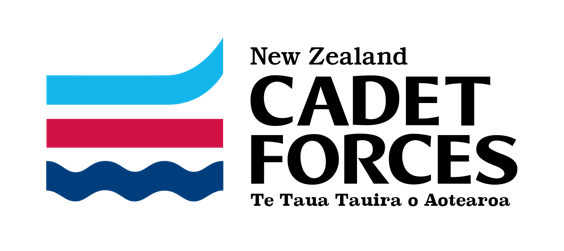 New Zealand
CADET
FORCES
Te Taua Tauira o Aotearoa